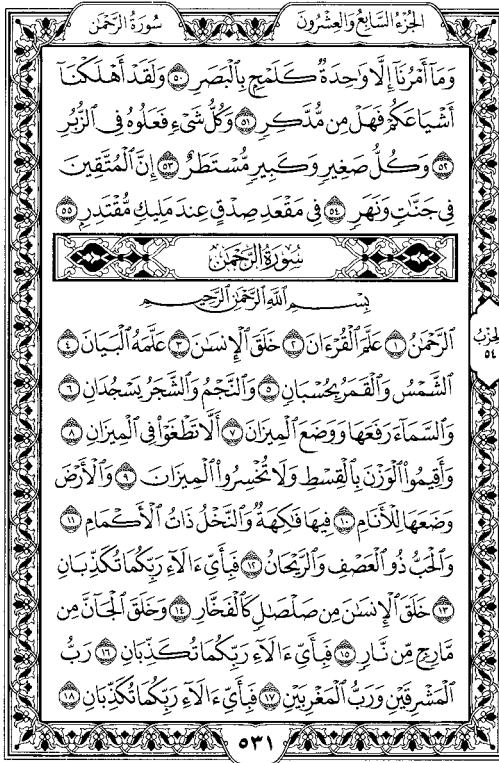 الجُزْءُ السَّابِعُ وَالعِشْرُونَ
سُورَةُ الرَّحْمَٰن
وَمَآ أَمْرُنَآ إِلَّا وَٰحِدَةٌ كَلَمْحٍۭ بِٱلْبَصَرِ ٥٠ وَلَقَدْ أَهْلَكْنَآ
أَشْيَاعَكُمْ فَهَلْ مِن مُّدَّكِرٍ ٥١ وَكُلُّ شَىْءٍ فَعَلُوهُ فِى ٱلزُّبُرِ
٥٢ وَكُلُّ صَغِيرٍ وَكَبِيرٍ مُّسْتَطَرٌ ٥٣ إِنَّ ٱلْمُتَّقِينَ
فِى جَنَّٰتٍ وَنَهَرٍ ٥٤ فِى مَقْعَدِ صِدْقٍ عِندَ مَلِيكٍ مُّقْتَدِرٍۭ ٥٥
سُورَةُ الرَّحْمَٰن
بِسْمِ ٱللَّهِ ٱلرَّحْمَٰنِ ٱلرَّحِيمِ
ٱلرَّحْمَٰنُ ١ عَلَّمَ ٱلْقُرْءَانَ ٢ خَلَقَ ٱلْإِنسَٰنَ ٣ عَلَّمَهُ ٱلْبَيَانَ ٤
ٱلشَّمْسُ وَٱلْقَمَرُ بِحُسْبَانٍ ٥ وَٱلنَّجْمُ وَٱلشَّجَرُ يَسْجُدَانِ ٦
وَٱلسَّمَآءَ رَفَعَهَا وَوَضَعَ ٱلْمِيزَانَ ٧ أَلَّا تَطْغَوْا۟ فِى ٱلْمِيزَانِ ٨
وَأَقِيمُوا۟ ٱلْوَزْنَ بِٱلْقِسْطِ وَلَا تُخْسِرُوا۟ ٱلْمِيزَانَ ٩ وَٱلْأَرْضَ
وَضَعَهَا لِلْأَنَامِ ١٠ فِيهَا فَٰكِهَةٌ وَٱلنَّخْلُ ذَاتُ ٱلْأَكْمَامِ ١١
وَٱلْحَبُّ ذُو ٱلْعَصْفِ وَٱلرَّيْحَانُ ١٢ فَبِأَىِّ ءَالَآءِ رَبِّكُمَا تُكَذِّبَانِ
١٣ خَلَقَ ٱلْإِنسَٰنَ مِن صَلْصَٰلٍ كَٱلْفَخَّارِ ١٤ وَخَلَقَ ٱلْجَآنَّ مِن
مَّارِجٍ مِّن نَّارٍ ١٥ فَبِأَىِّ ءَالَآءِ رَبِّكُمَا تُكَذِّبَانِ ١٦ رَبُّ
ٱلْمَشْرِقَيْنِ وَرَبُّ ٱلْمَغْرِبَيْنِ ١٧ فَبِأَىِّ ءَالَآءِ رَبِّكُمَا تُكَذِّبَانِ ١٨
الحِزْبُ
٥٤
٥٣١